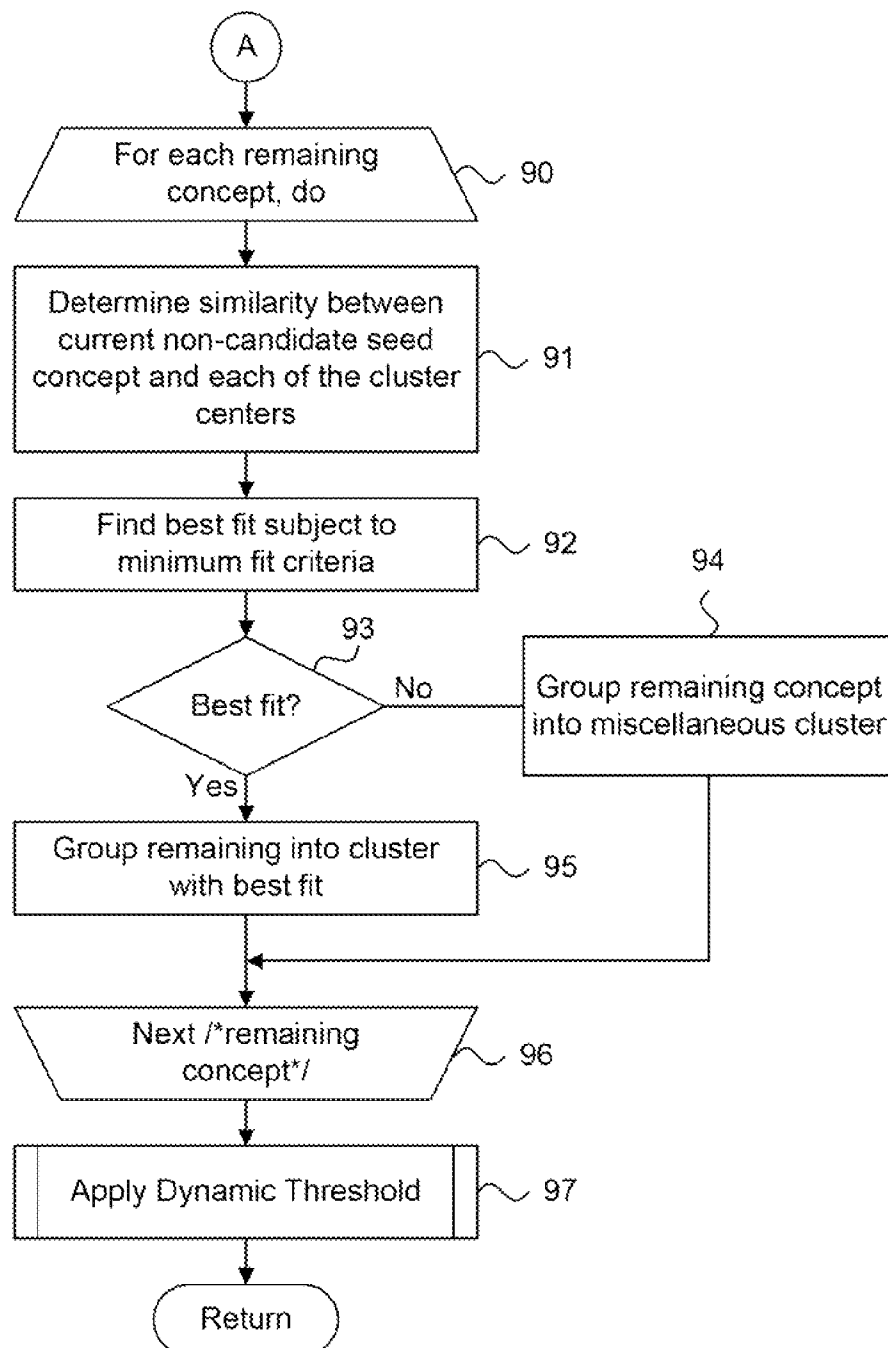 A
For each remaining
concept, do
90
Determine similarity between
current non-candidate seed
concept and each of the cluster
centers
91
Find best fit subject to
minimum fit criteria
92
93
Best fit?
No
Yes
94
Group remaining concept
into miscellaneous cluster
Group remaining into cluster
with best fit
95
Next /*remaining
concept*/
96
Apply Dynamic Threshold
97
Return